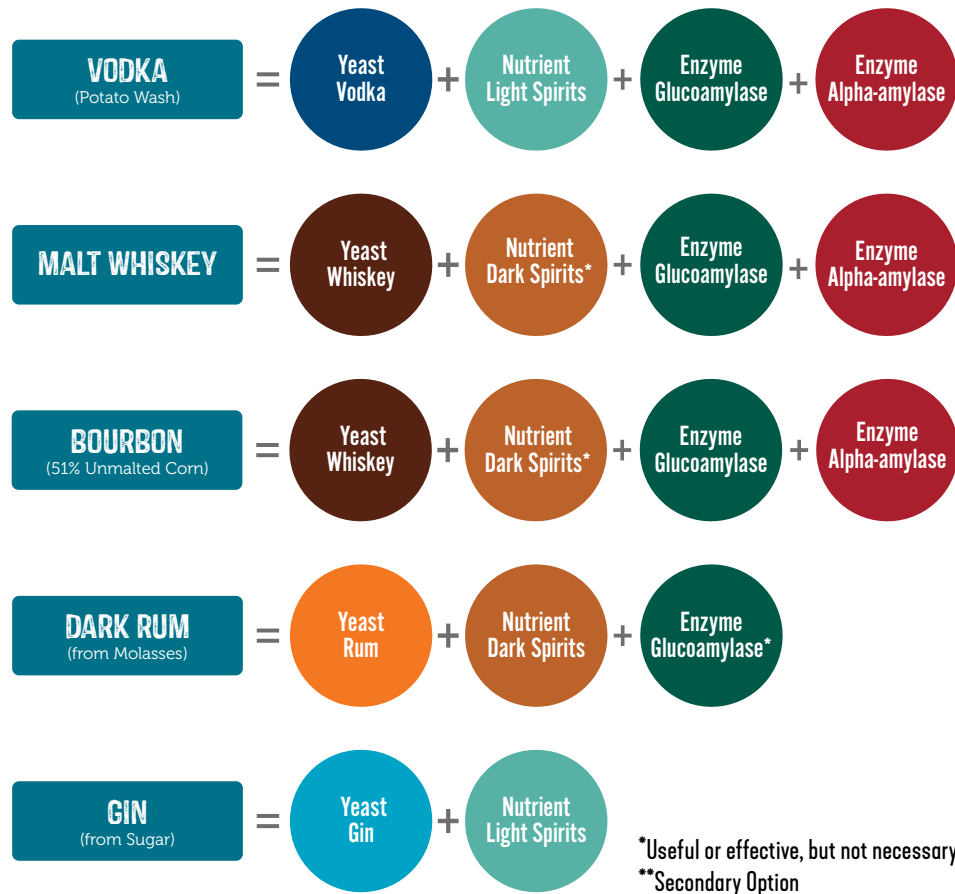 VODKA
(Potato Wash)
=
Yeast
Vodka
+
Nutrient
Light Spirits
+
Enzyme
Glucoamylase
+
Enzyme
Alpha-amylase
MALT WHISKEY
=
Yeast
Whiskey
+
Nutrient
Dark Spirits*
+
Enzyme
Glucoamylase
+
Enzyme
Alpha-amylase
BOURBON
(51% Unmalted Corn)
=
Yeast
Whiskey
+
Nutrient
Dark Spirits*
+
Enzyme
Glucoamylase
+
Enzyme
Alpha-amylase
DARK RUM
(from Molasses)
=
Yeast
Rum
+
Nutrient
Dark Spirits
+
Enzyme
Glucoamylase*
GIN
(from Sugar)
=
Yeast
Gin
+
Nutrient
Light Spirits
*Useful or effective, but not necessary
**Secondary Option